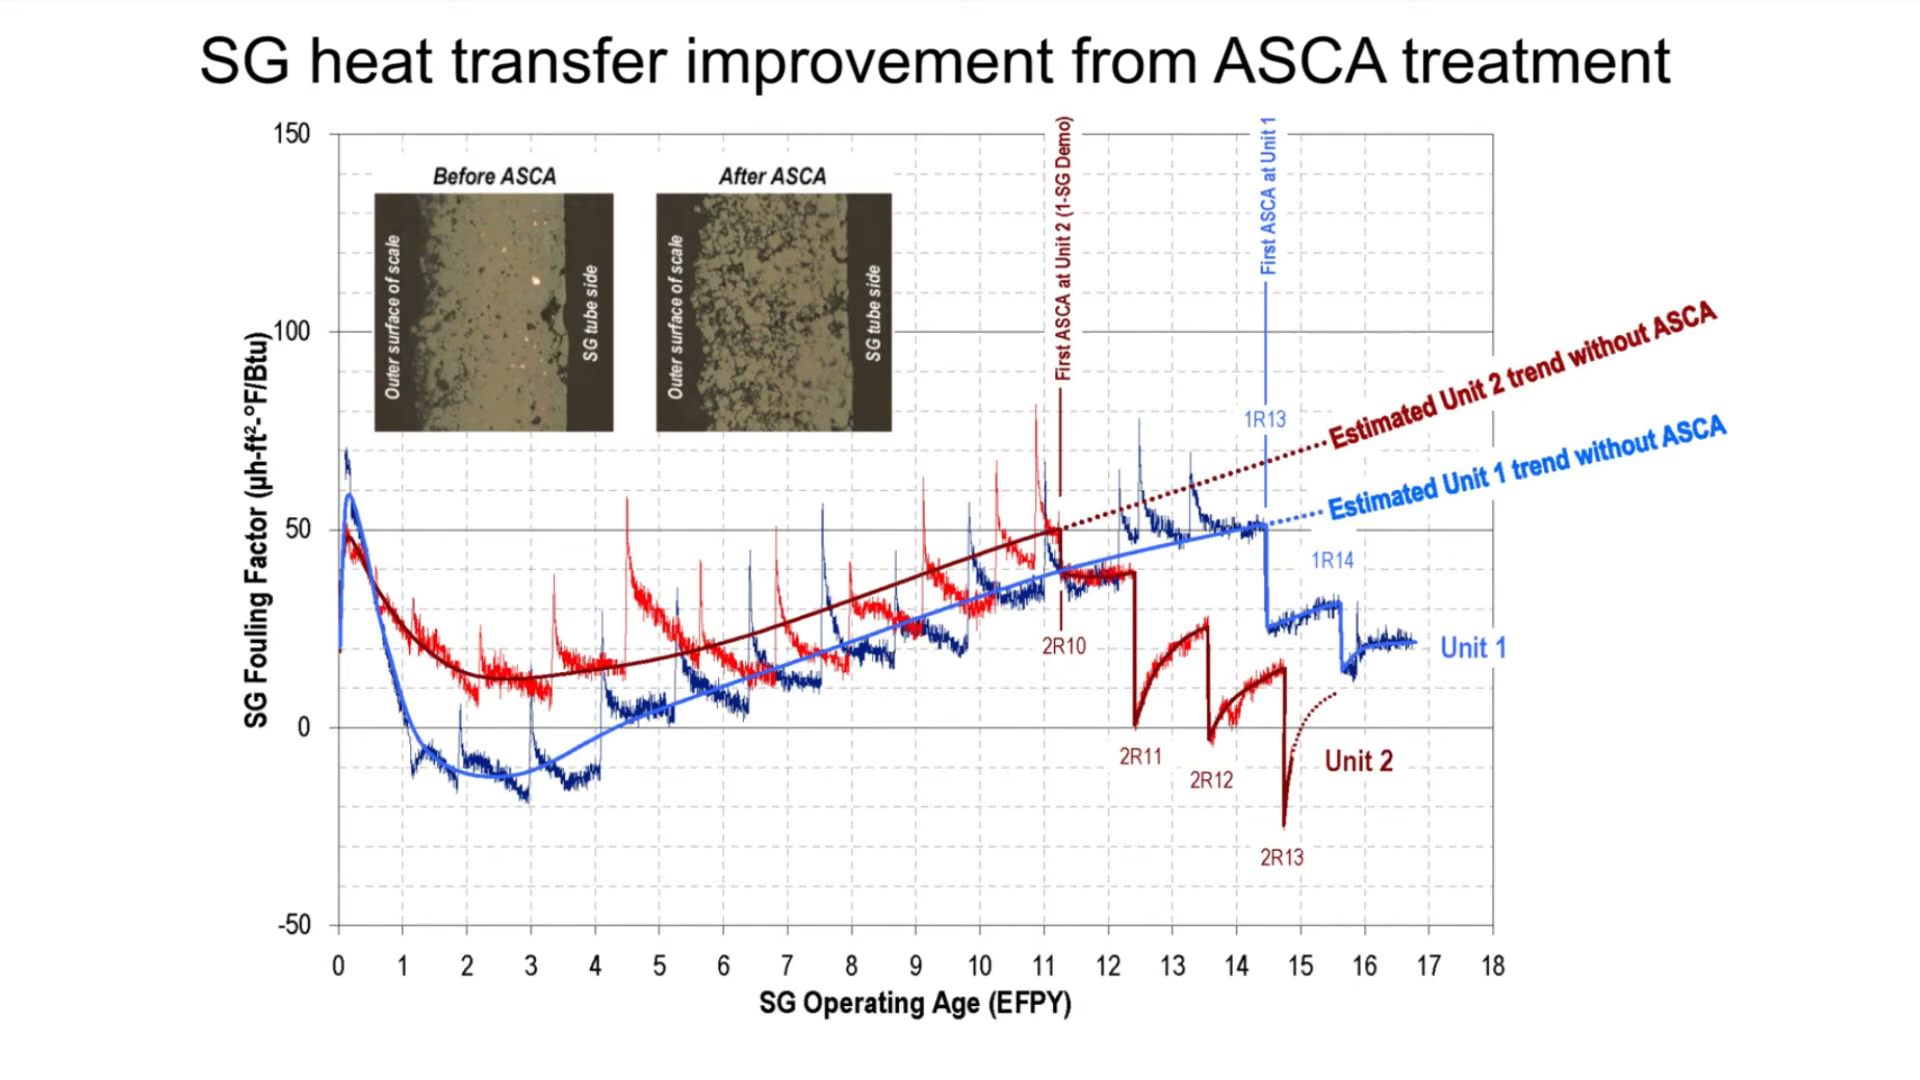 SG heat transfer improvement from ASCA treatment
150
100
50
0
-50
SG Fouling Factor (µh-ft²-°F/Btu)
Before ASCA
Outer surface of scale
SG tube side
After ASCA
Outer surface of scale
SG tube side
First ASCA at Unit 2 (1-SG Demo)
First ASCA at Unit 1
Estimated Unit 2 trend without ASCA
1R13
Estimated Unit 1 trend without ASCA
1R14
2R10
Unit 1
2R11
Unit 2
2R12
2R13
0 1 2 3 4 5 6 7 8 9 10 11 12 13 14 15 16 17 18
SG Operating Age (EFPY)